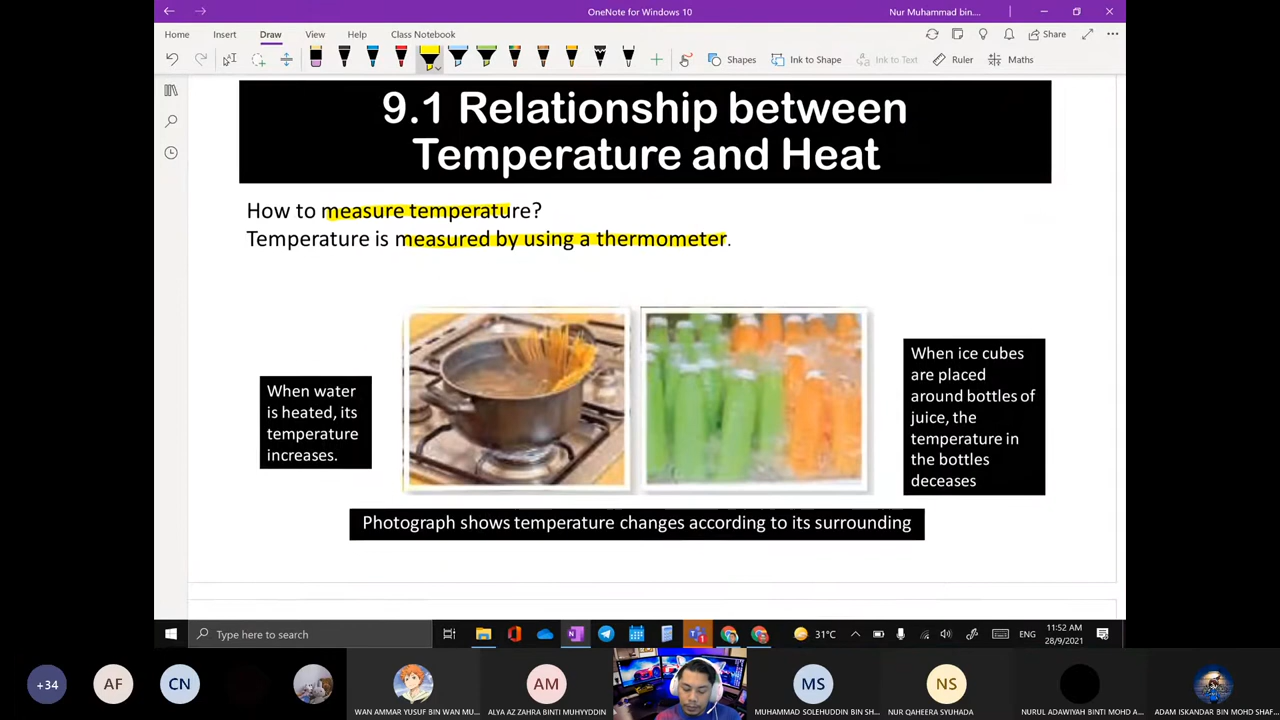 OneNote for Windows 10
Nur Muhammad bin....
Home
Insert
Draw
View
Help
Class Notebook
Share
Shapes
Ink to Shape
Ink to Text
Ruler
Maths
9.1 Relationship between
Temperature and Heat
How to measure temperature?
Temperature is measured by using a thermometer.
When water
is heated, its
temperature
increases.
When ice cubes
are placed
around bottles of
juice, the
temperature in
the bottles
deceases
Photograph shows temperature changes according to its surrounding
Type here to search
31°C
ENG
11:52 AM
28/9/2021
+34
AF
CN
AM
MS
NS
WAN AMMAR YUSUF BIN WAN MU...
ALYA AZ ZAHRA BINTI MUHYYDDIN
MUHAMMAD SOLEHUDDIN BIN SH...
NUR QAHEERA SYUHADA
NURUL ADAWIYAH BINTI MOHD A...
ADAM ISKANDAR BIN MOHD SHAF...